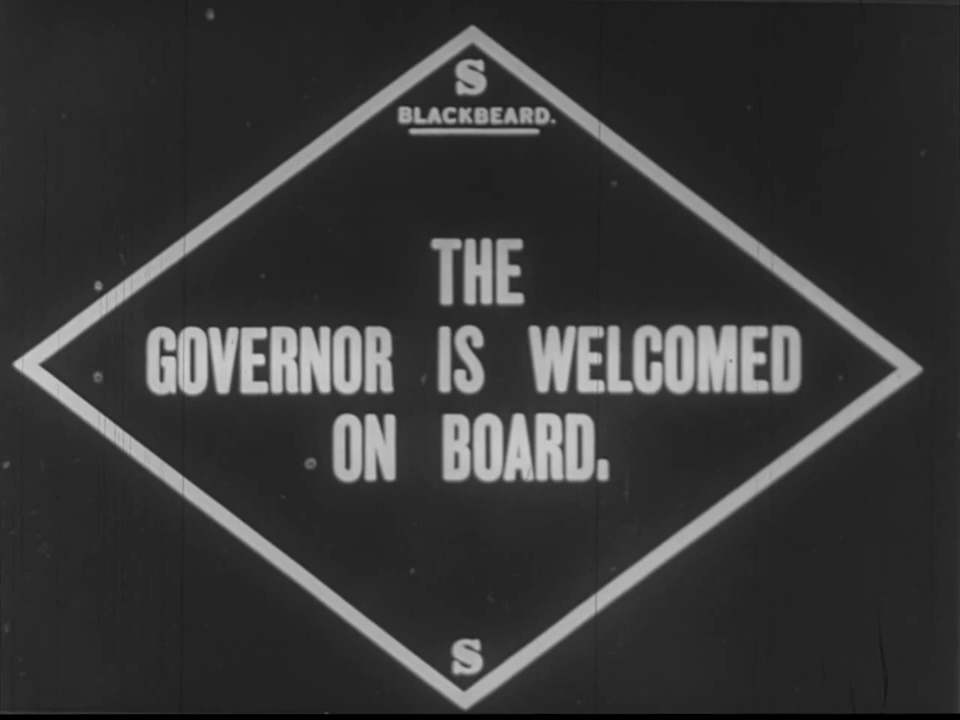 S
BLACKBEARD.
THE
GOVERNOR IS WELCOMED
ON BOARD.
S